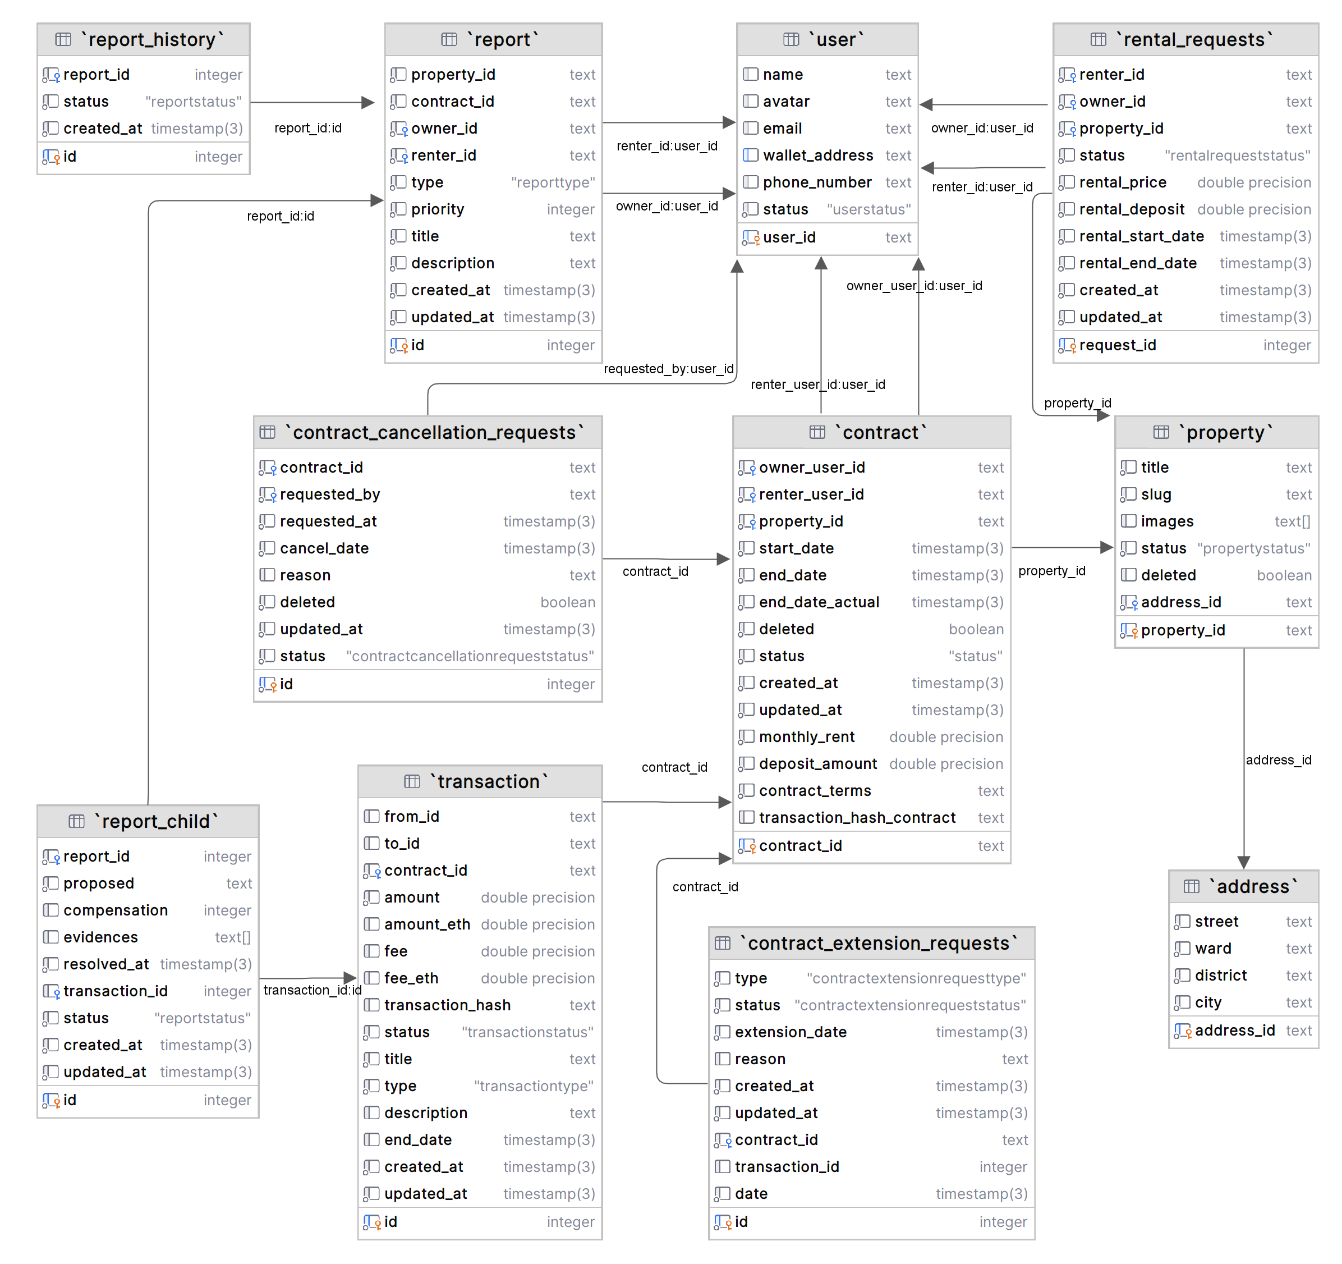 `report_history`
report_id integer
status "reportstatus"
created_at timestamp(3)
id integer
report_id:id
`report`
property_id text
contract_id text
owner_id text
renter_id text
type "reporttype"
priority integer
title text
description text
created_at timestamp(3)
updated_at timestamp(3)
id integer
renter_id:user_id
owner_id:user_id
`user`
name text
avatar text
email text
wallet_address text
phone_number text
status "userstatus"
user_id text
owner_id:user_id
renter_id:user_id
`rental_requests`
renter_id text
owner_id text
property_id text
status "rentalrequeststatus"
rental_price double precision
rental_deposit double precision
rental_start_date timestamp(3)
rental_end_date timestamp(3)
created_at timestamp(3)
updated_at timestamp(3)
request_id integer
report_id:id
owner_user_id:user_id
requested_by:user_id
renter_user_id:user_id
property_id
`contract_cancellation_requests`
contract_id text
requested_by text
requested_at timestamp(3)
cancel_date timestamp(3)
reason text
deleted boolean
updated_at timestamp(3)
status "contractcancellationrequeststatus"
id integer
contract_id
`contract`
owner_user_id text
renter_user_id text
property_id text
start_date timestamp(3)
end_date timestamp(3)
end_date_actual timestamp(3)
deleted boolean
status "status"
created_at timestamp(3)
updated_at timestamp(3)
monthly_rent double precision
deposit_amount double precision
contract_terms text
transaction_hash_contract text
contract_id text
property_id
`property`
title text
slug text
images text[]
status "propertystatus"
deleted boolean
address_id text
property_id text
address_id
`report_child`
report_id integer
proposed text
compensation integer
evidences text[]
resolved_at timestamp(3)
transaction_id integer
status "reportstatus"
created_at timestamp(3)
updated_at timestamp(3)
id integer
transaction_id:id
`transaction`
from_id text
to_id text
contract_id text
amount double precision
amount_eth double precision
fee double precision
fee_eth double precision
transaction_hash text
status "transactionstatus"
title text
type "transactiontype"
description text
end_date timestamp(3)
created_at timestamp(3)
updated_at timestamp(3)
id integer
contract_id
contract_id
`contract_extension_requests`
type "contractextensionrequesttype"
status "contractextensionrequeststatus"
extension_date timestamp(3)
reason text
created_at timestamp(3)
updated_at timestamp(3)
contract_id text
transaction_id integer
date timestamp(3)
id integer
`address`
street text
ward text
district text
city text
address_id text